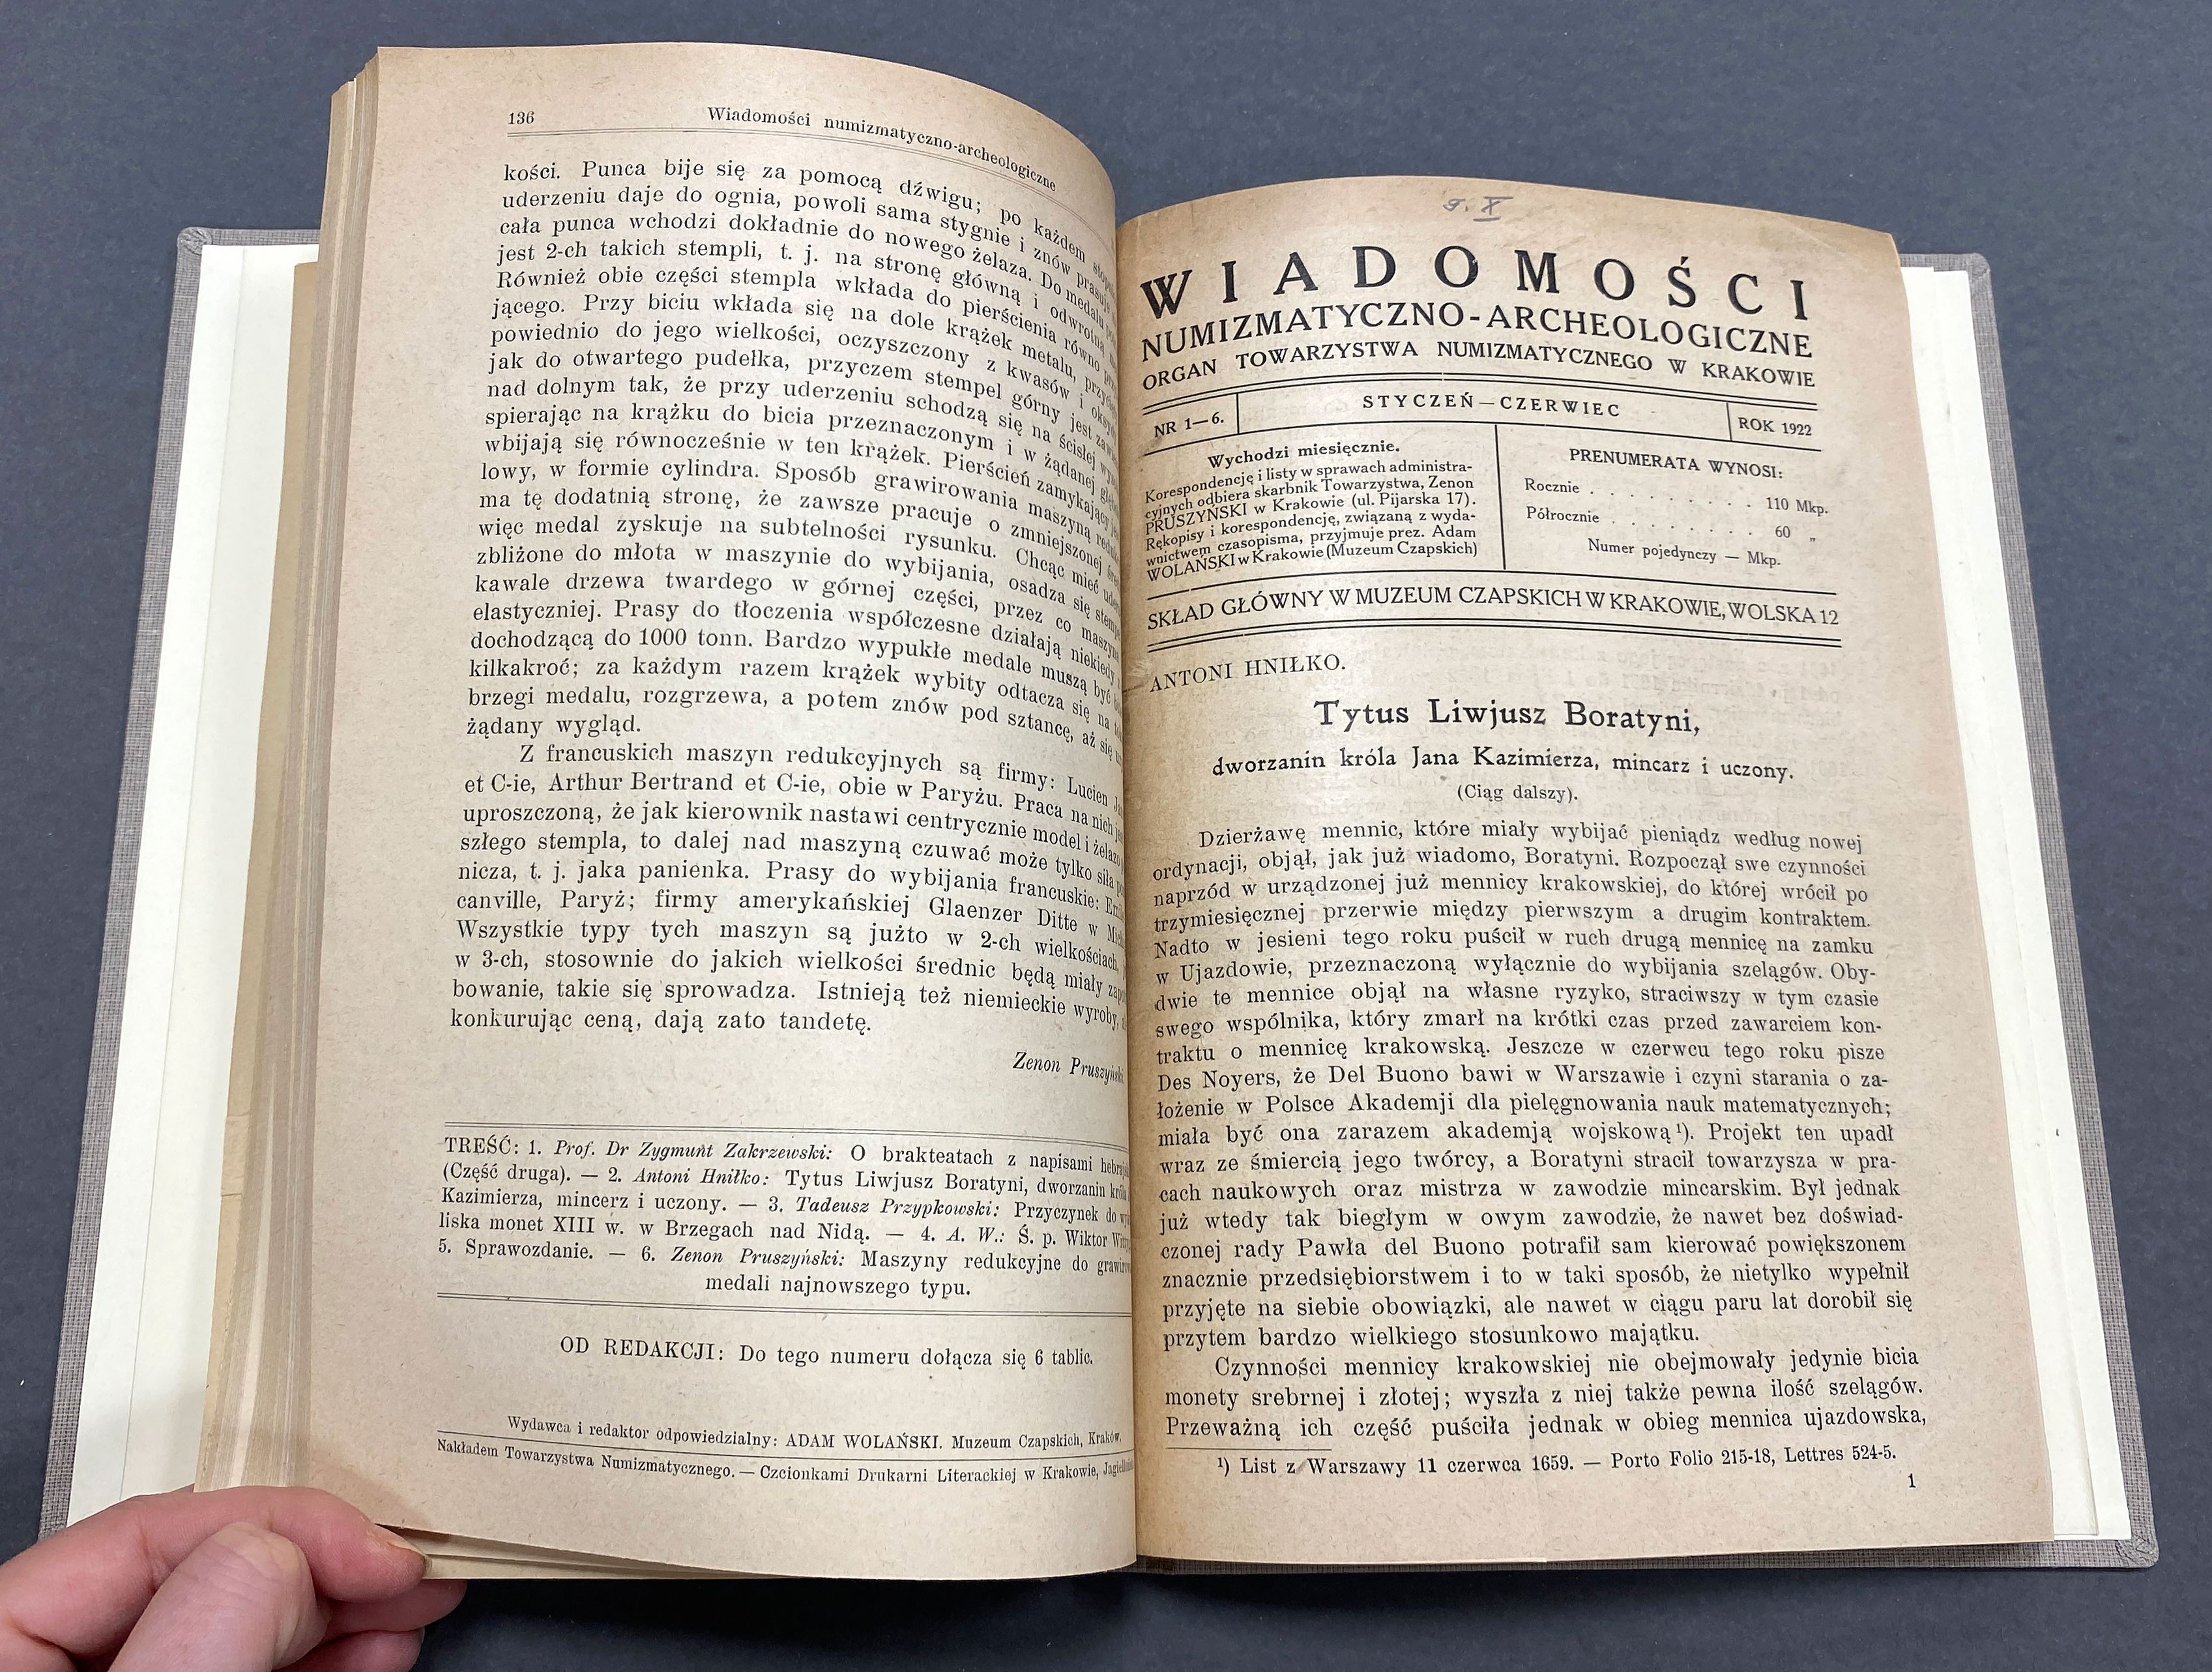 136 Wiadomości numizmatyczno-archeologiczne
kości. Punca bije się za pomocą dźwigu; po każdem
uderzeniu daje do ognia, powoli sama stygnie i znów
cała punca wchodzi dokładnie do nowego żelaza. Do medalu
jest 2-ch takich stempli, t. j. na stronę główną i odwrotną
Również obie części stempla wkłada do pierścienia równo
jącego. Przy biciu wkłada się na dole krążek metalu,
powiednio do jego wielkości, oczyszczony z kwasów i
jak do otwartego pudełka, przyczem stempel górny jest
nad dolnym tak, że przy uderzeniu schodzą się na ścisłej
spierając na krążku do bicia przeznaczonym i w żądanej
wbijają się równocześnie w ten krążek. Pierścień zamykający
lowy, w formie cylindra. Sposób grawirowania maszyną
ma tę dodatnią stronę, że zawsze pracuje o zmniejszonej
więc medal zyskuje na subtelności rysunku. Chcąc mieć
zbliżone do młota w maszynie do wybijania, osadza się
kawale drzewa twardego w górnej części, przez co
elastyczniej. Prasy do tłoczenia współczesne działają niekiedy
dochodzącą do 1000 tonn. Bardzo wypukłe medale muszą być
kilkakroć; za każdym razem krążek wybity odtacza się na
brzegi medalu, rozgrzewa, a potem znów pod sztancę, aż się
żądany wygląd.
Z francuskich maszyn redukcyjnych są firmy: Lucien
et C-ie, Arthur Bertrand et C-ie, obie w Paryżu. Praca na nich
uproszczoną, że jak kierownik nastawi centrycznie model i
szłego stempla, to dalej nad maszyną czuwać może tylko siła
nicza, t. j. jaka panienka. Prasy do wybijania francuskie:
canville, Paryż; firmy amerykańskiej Glaenzer Ditte w
Wszystkie typy tych maszyn są jużto w 2-ch wielkościach,
w 3-ch, stosownie do jakich wielkości średnic będą miały
bowanie, takie się sprowadza. Istnieją też niemieckie wyroby,
konkurując ceną, dają zato tandetę.
Zenon Pruszyński
TREŚĆ: 1. Prof. Dr Zygmunt Zakrzewski: O brakteatach z napisami
(Część druga). — 2. Antoni Hniłko: Tytus Liwjusz Boratyni, dworzanin
Kazimierza, mincerz i uczony. — 3. Tadeusz Przypkowski: Przyczynek do
liska monet XIII w. w Brzegach nad Nidą. — 4. A. W.: Ś. p. Wiktor
5. Sprawozdanie. — 6. Zenon Pruszyński: Maszyny redukcyjne do
medali najnowszego typu.
OD REDAKCJI: Do tego numeru dołącza się 6 tablic.
Wydawca i redaktor odpowiedzialny: ADAM WOLAŃSKI. Muzeum Czapskich, Kraków.
Nakładem Towarzystwa Numizmatycznego. — Czcionkami Drukarni Literackiej w Krakowie,
WIADOMOŚCI
NUMIZMATYCZNO-ARCHEOLOGICZNE
ORGAN TOWARZYSTWA NUMIZMATYCZNEGO W KRAKOWIE
NR 1—6. STYCZEŃ—CZERWIEC ROK 1922
Wychodzi miesięcznie.
Korespondencję i listy w sprawach administra-
cyjnych odbiera skarbnik Towarzystwa, Zenon
PRUSZYŃSKI w Krakowie (ul. Pijarska 17).
Rękopisy i korespondencję, związaną z wyda-
wnictwem czasopisma, przyjmuje prez. Adam
WOLAŃSKI w Krakowie (Muzeum Czapskich)
PRENUMERATA WYNOSI:
Rocznie . . . . . . . . . 110 Mkp.
Półrocznie . . . . . . . . 60 „
Numer pojedynczy — Mkp.
SKŁAD GŁÓWNY W MUZEUM CZAPSKICH W KRAKOWIE, WOLSKA 12
ANTONI HNIŁKO.
Tytus Liwjusz Boratyni,
dworzanin króla Jana Kazimierza, mincarz i uczony.
(Ciąg dalszy).
Dzierżawę mennic, które miały wybijać pieniądz według nowej
ordynacji, objął, jak już wiadomo, Boratyni. Rozpoczął swe czynności
naprzód w urządzonej już mennicy krakowskiej, do której wrócił po
trzymiesięcznej przerwie między pierwszym a drugim kontraktem.
Nadto w jesieni tego roku puścił w ruch drugą mennicę na zamku
w Ujazdowie, przeznaczoną wyłącznie do wybijania szelągów. Oby-
dwie te mennice objął na własne ryzyko, straciwszy w tym czasie
swego wspólnika, który zmarł na krótki czas przed zawarciem kon-
traktu o mennicę krakowską. Jeszcze w czerwcu tego roku pisze
Des Noyers, że Del Buono bawi w Warszawie i czyni starania o za-
łożenie w Polsce Akademji dla pielęgnowania nauk matematycznych;
miała być ona zarazem akademją wojskową ¹). Projekt ten upadł
wraz ze śmiercią jego twórcy, a Boratyni stracił towarzysza w pra-
cach naukowych oraz mistrza w zawodzie mincarskim. Był jednak
już wtedy tak biegłym w owym zawodzie, że nawet bez doświad-
czonej rady Pawła del Buono potrafił sam kierować powiększonem
znacznie przedsiębiorstwem i to w taki sposób, że nietylko wypełnił
przyjęte na siebie obowiązki, ale nawet w ciągu paru lat dorobił się
przytem bardzo wielkiego stosunkowo majątku.
Czynności mennicy krakowskiej nie obejmowały jedynie bicia
monety srebrnej i złotej; wyszła z niej także pewna ilość szelągów.
Przeważną ich część puściła jednak w obieg mennica ujazdowska,
¹) List z Warszawy 11 czerwca 1659. — Porto Folio 215-18, Lettres 524-5.
1